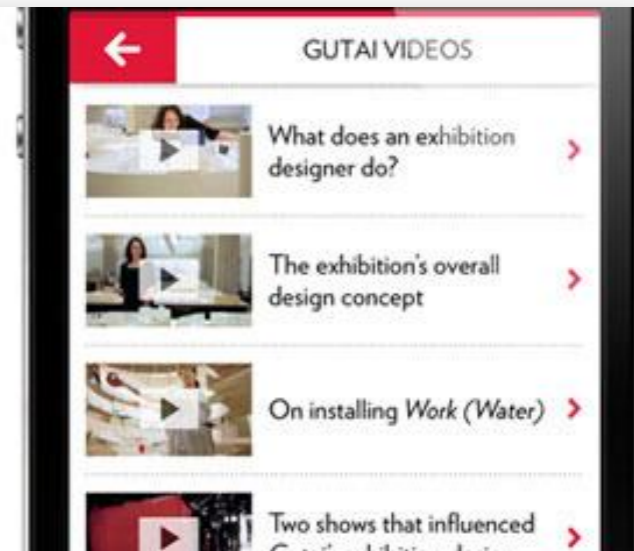 GUTAI VIDEOS
What does an exhibition
designer do?
The exhibition's overall
design concept
On installing Work (Water)
Two shows that influenced